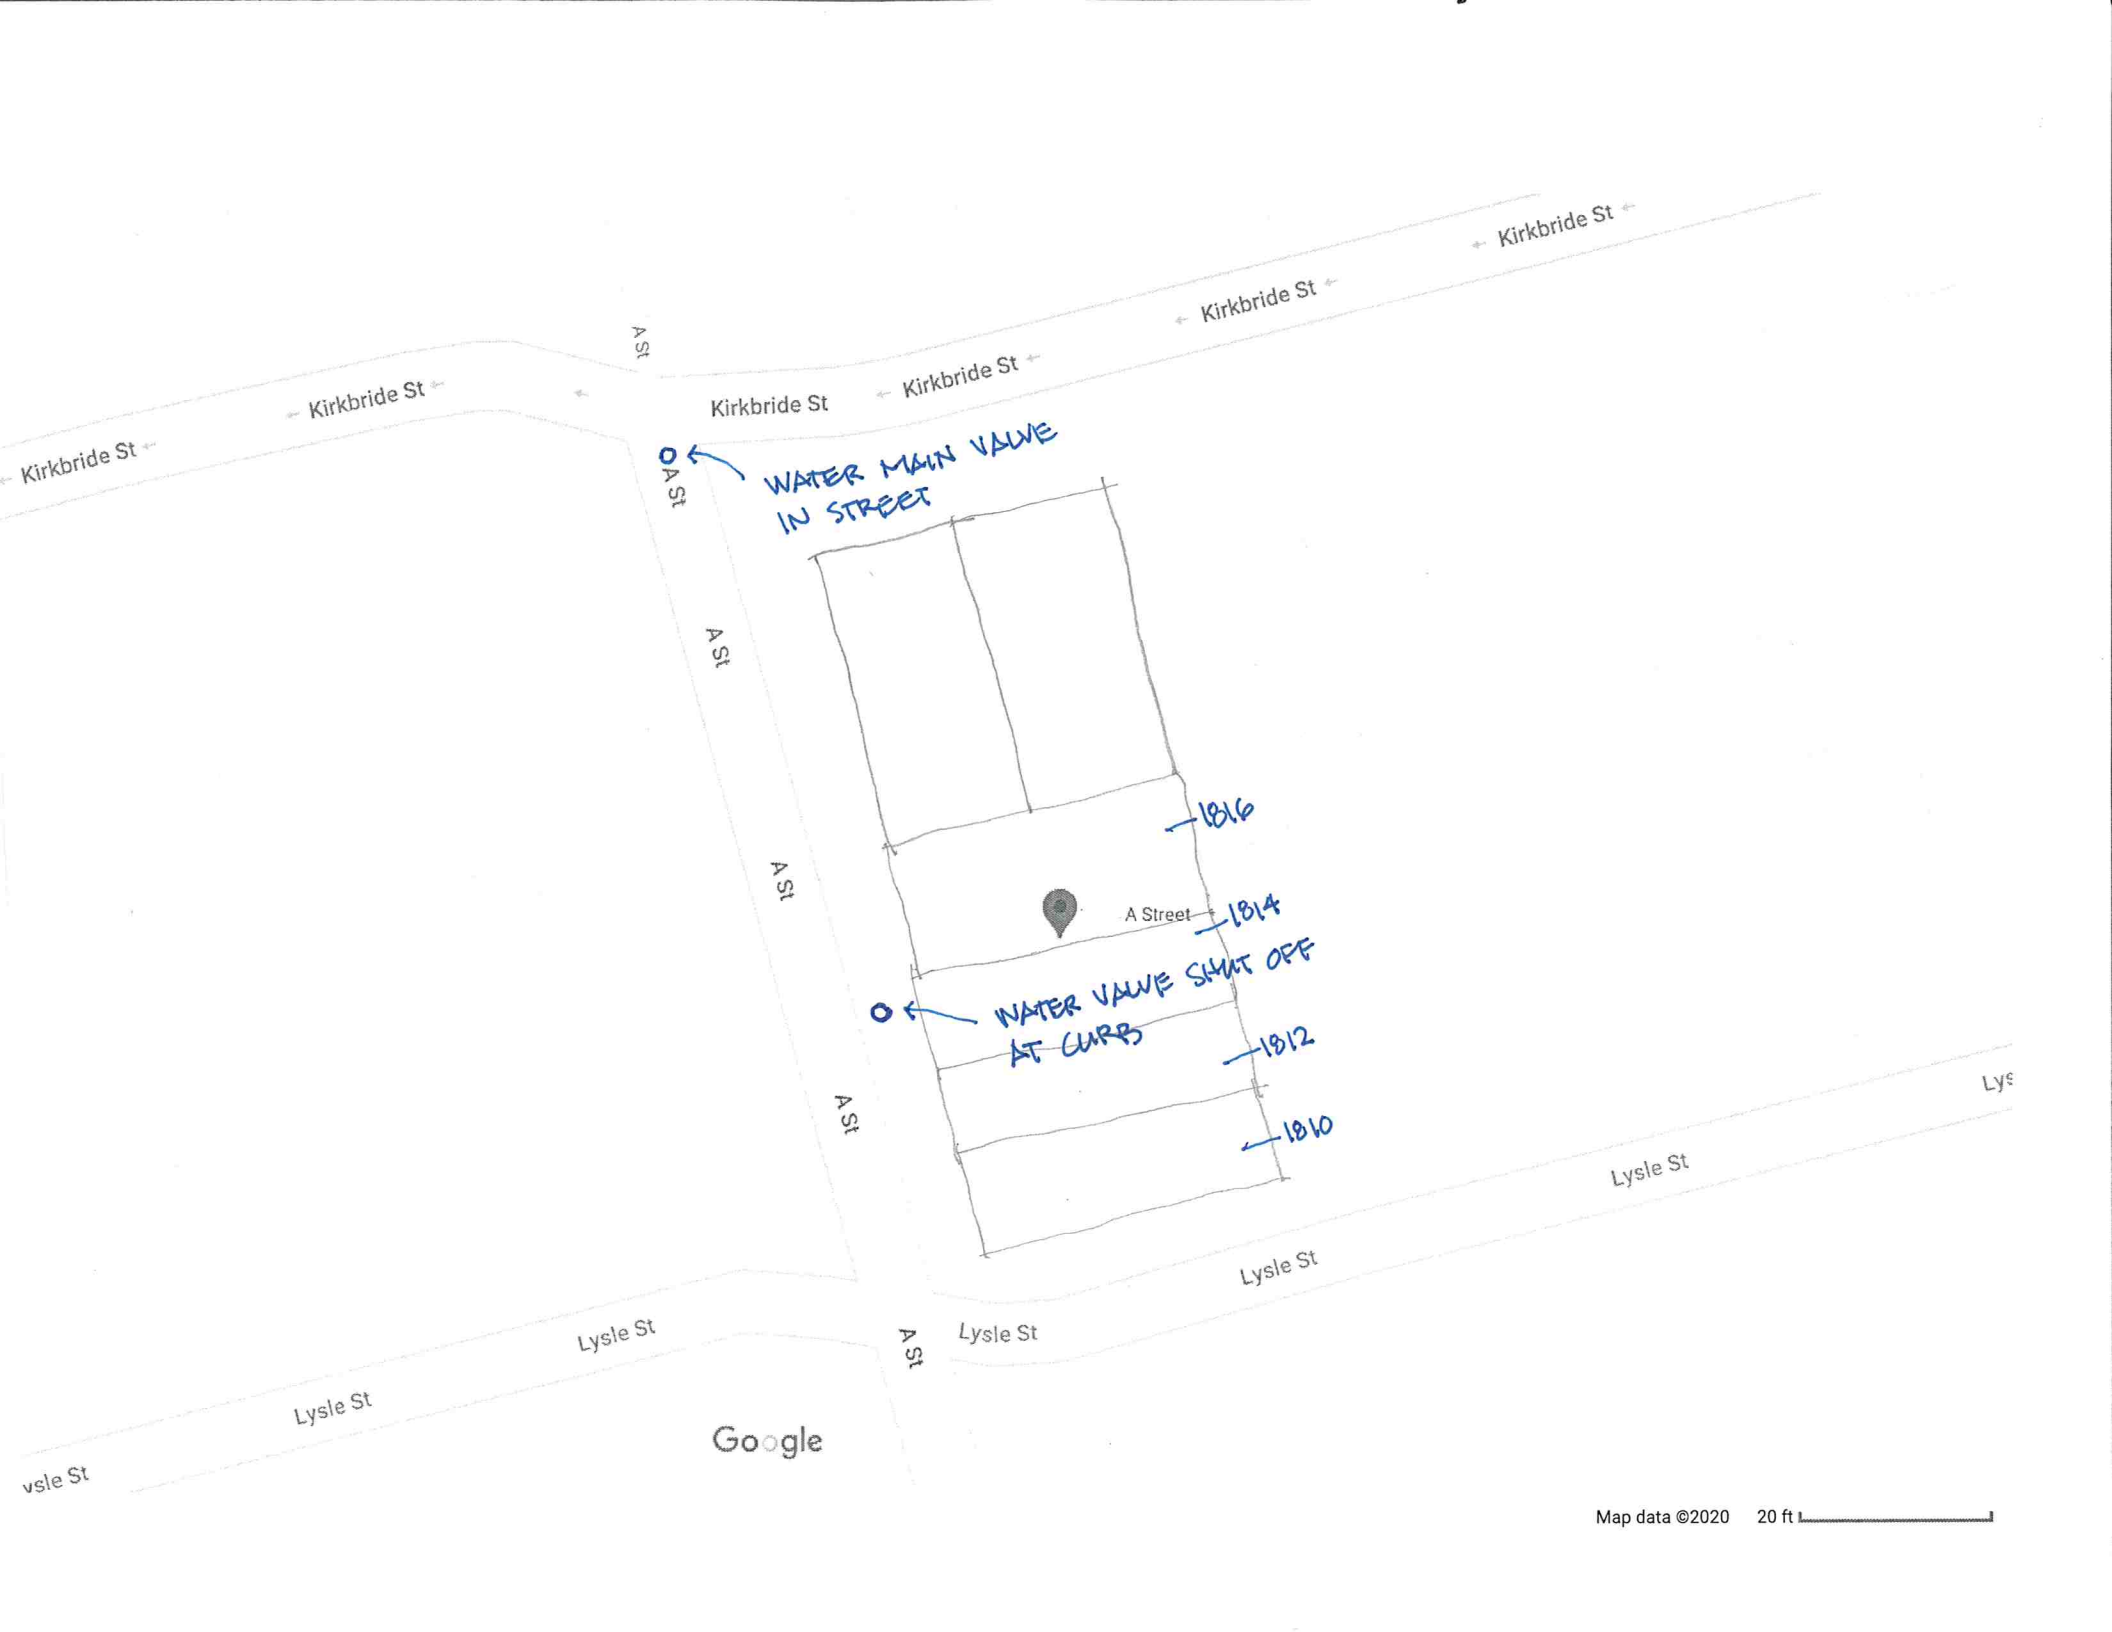 Kirkbride St
Kirkbride St
A St
Kirkbride St
Kirkbride St
Kirkbride St
Kirkbride St
WATER MAIN VALVE
IN STREET
A St
A St
1816
A St
A Street
1814
WATER VALVE SHUT OFF
AT CURB
1812
A St
1810
Lys
Lysle St
Lysle St
A St
Lysle St
Lysle St
Lysle St
Google
ysle St
Map data ©2020 20 ft